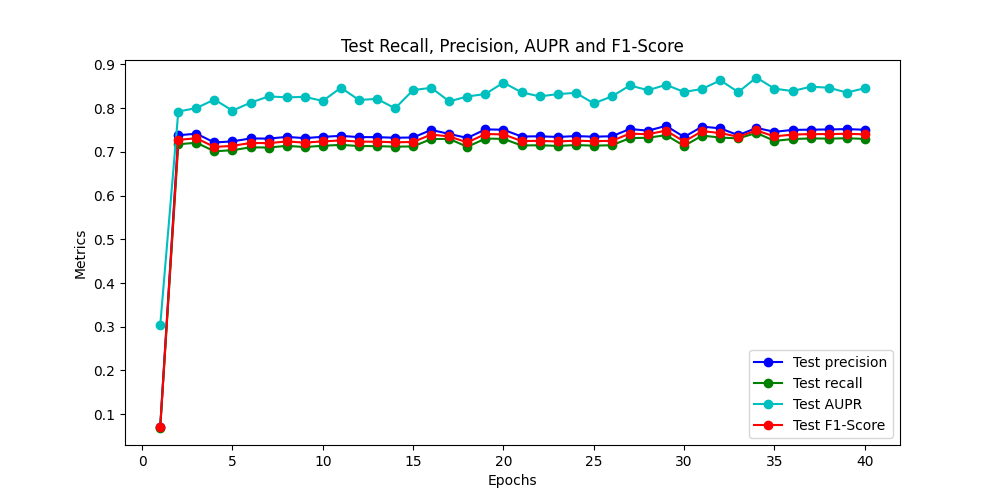 Test Recall, Precision, AUPR and F1-Score
Metrics
0.9
0.8
0.7
0.6
0.5
0.4
0.3
0.2
0.1
0 5 10 15 20 25 30 35 40
Epochs
Test precision
Test recall
Test AUPR
Test F1-Score